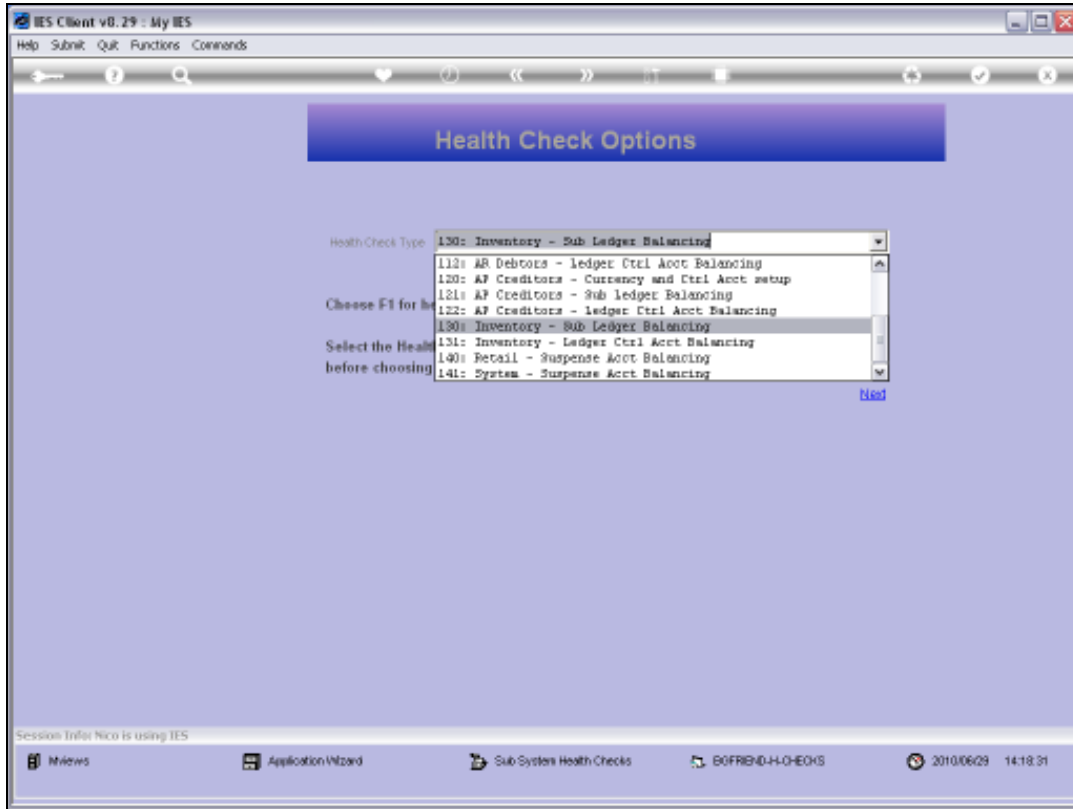 IES Client v8.29 : My IES
Help Submit Quit Functions Commands
Health Check Options
Health Check Type 130: Inventory - Sub Ledger Balancing
112: AR Debtors - ledger Ctrl Acct Balancing
120: AP Creditors - Currency and Ctrl Acct setup
121: AP Creditors - Sub ledger Balancing
122: AP Creditors - ledger Ctrl Acct Balancing
130: Inventory - Sub Ledger Balancing
131: Inventory - Ledger Ctrl Acct Balancing
140: Retail - Suspense Acct Balancing
141: System - Suspense Acct Balancing
Choose F1 for
Select the
before choosing
Next
Session Info: Nico is using IES
Mviews Application Wizard Sub System Health Checks BGFRIEND-H-CHECKS 2010/06/29 14:18:31